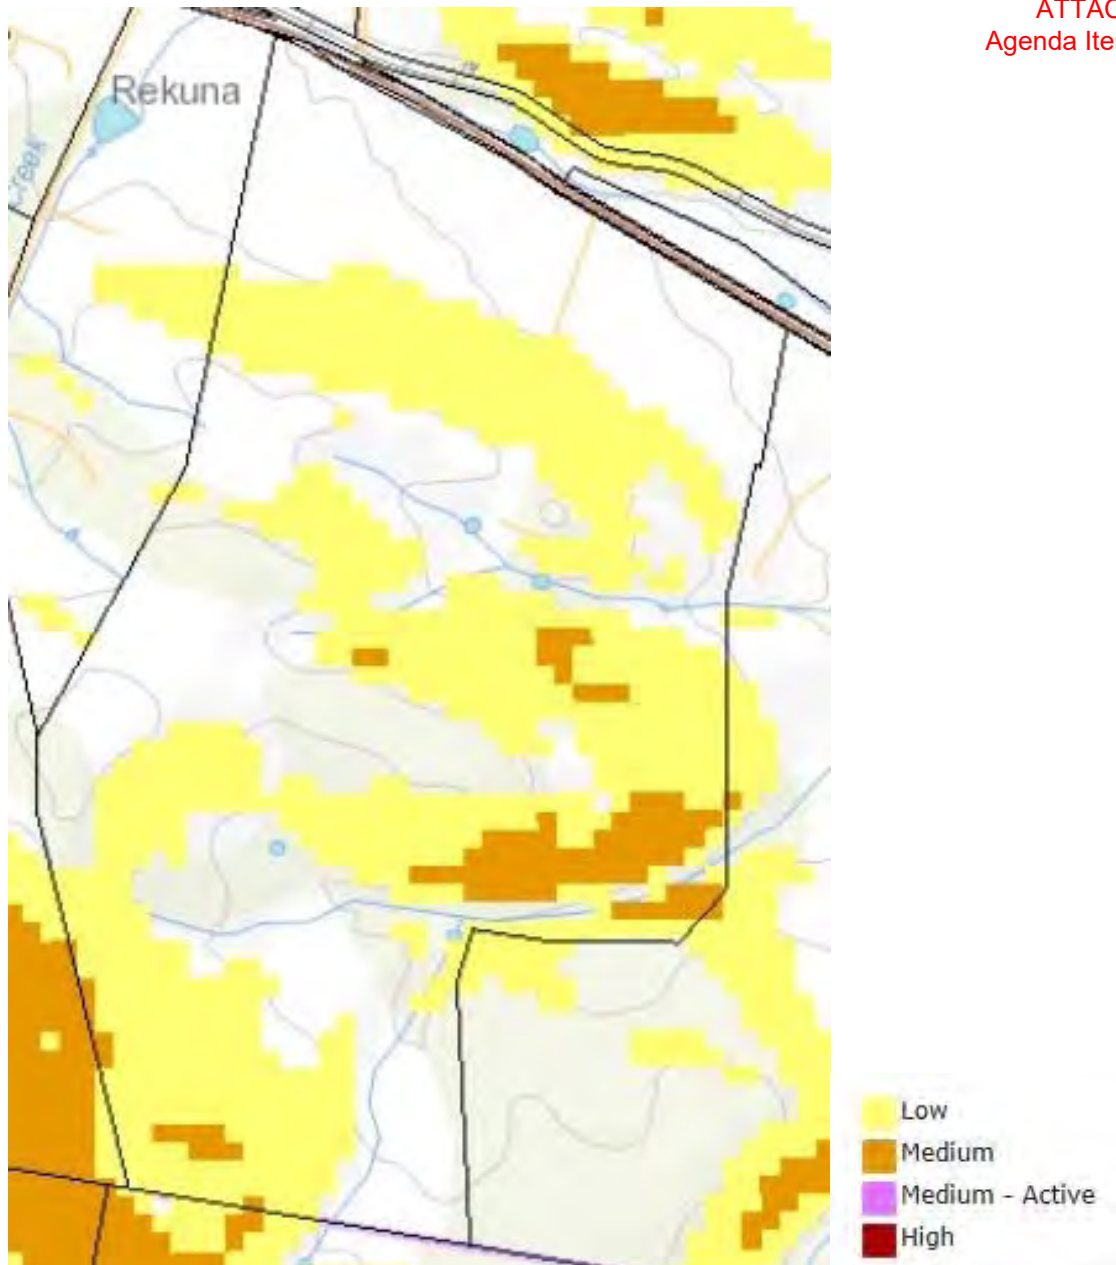 ATTAC
Agenda Ite
Rekuna
Creek
Low
Medium
Medium - Active
High